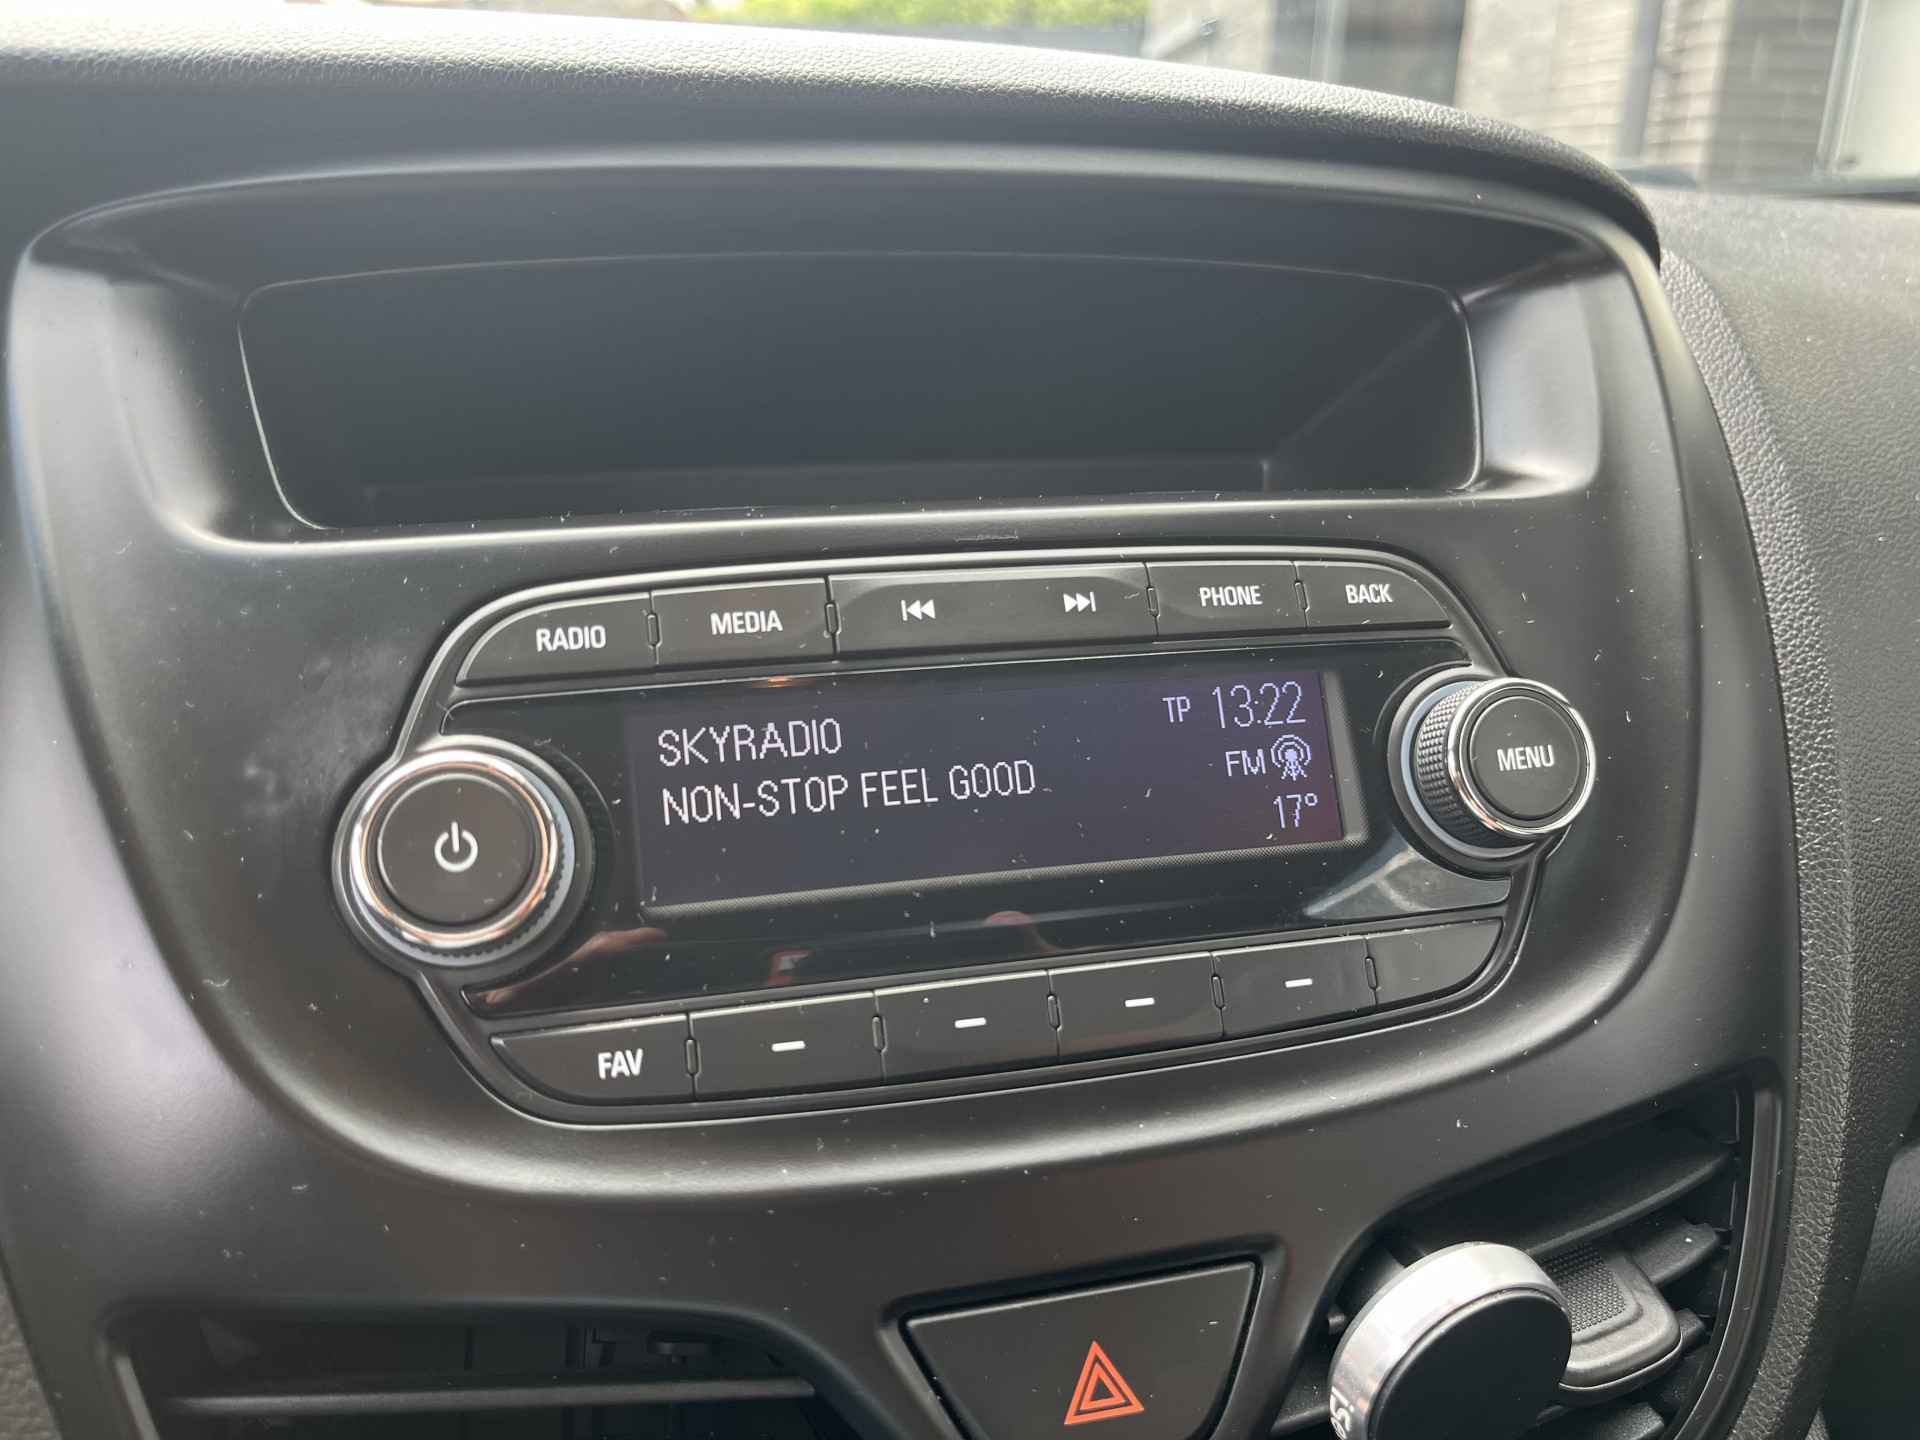 RADIO MEDIA PHONE BACK
SKYRADIO TP 13:22
NON-STOP FEEL GOOD FM
17°
MENU
FAV